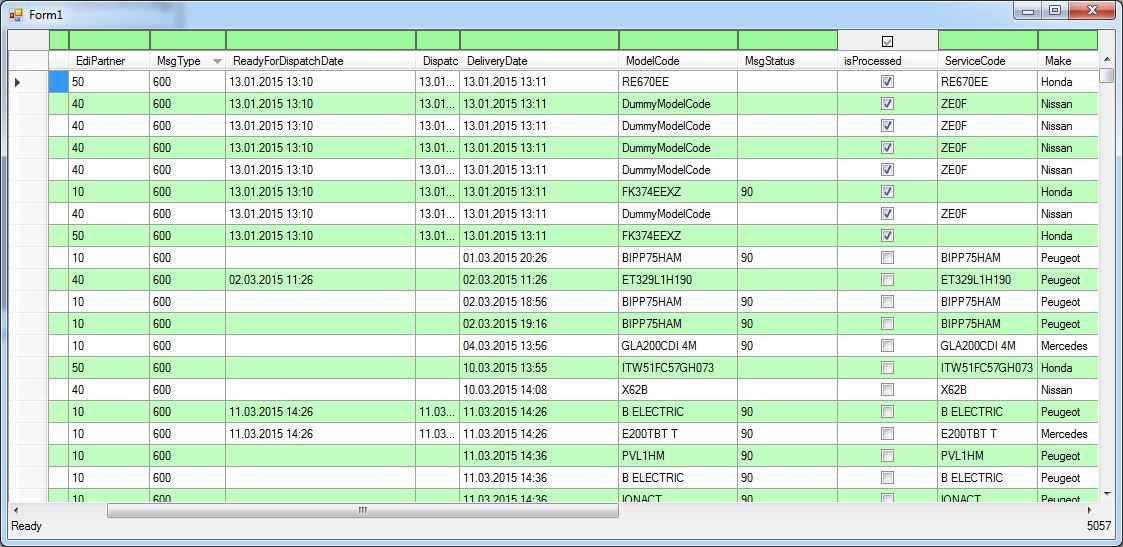 Form1
EdiPartner MsgType ReadyForDispatchDate Dispatc DeliveryDate ModelCode MsgStatus isProcessed ServiceCode Make
50 600 13.01.2015 13:10 13.01... 13.01.2015 13:11 RE670EE RE670EE Honda
40 600 13.01.2015 13:10 13.01... 13.01.2015 13:11 DummyModelCode ZE0F Nissan
40 600 13.01.2015 13:10 13.01... 13.01.2015 13:11 DummyModelCode ZE0F Nissan
40 600 13.01.2015 13:10 13.01... 13.01.2015 13:11 DummyModelCode ZE0F Nissan
40 600 13.01.2015 13:10 13.01... 13.01.2015 13:11 DummyModelCode ZE0F Nissan
10 600 13.01.2015 13:10 13.01... 13.01.2015 13:11 FK374EEXZ 90 Honda
40 600 13.01.2015 13:10 13.01... 13.01.2015 13:11 DummyModelCode ZE0F Nissan
50 600 13.01.2015 13:10 13.01... 13.01.2015 13:11 FK374EEXZ Honda
10 600 01.03.2015 20:26 BIPP75HAM 90 BIPP75HAM Peugeot
40 600 02.03.2015 11:26 02.03.2015 11:26 ET329L1H190 ET329L1H190 Peugeot
10 600 02.03.2015 18:56 BIPP75HAM 90 BIPP75HAM Peugeot
10 600 02.03.2015 19:16 BIPP75HAM 90 BIPP75HAM Peugeot
10 600 04.03.2015 13:56 GLA200CDI 4M 90 GLA200CDI 4M Mercedes
50 600 10.03.2015 13:55 ITW51FC57GH073 ITW51FC57GH073 Honda
40 600 10.03.2015 14:08 X62B X62B Nissan
10 600 11.03.2015 14:26 11.03... 11.03.2015 14:26 B ELECTRIC 90 B ELECTRIC Peugeot
10 600 11.03.2015 14:26 11.03... 11.03.2015 14:26 E200TBT T 90 E200TBT T Mercedes
10 600 11.03.2015 14:36 PVL1HM 90 PVL1HM Peugeot
10 600 11.03.2015 14:36 B ELECTRIC 90 B ELECTRIC Peugeot
10 600 11.03.2015 14:36 IONACT 90 IONACT Peugeot
Ready 5057